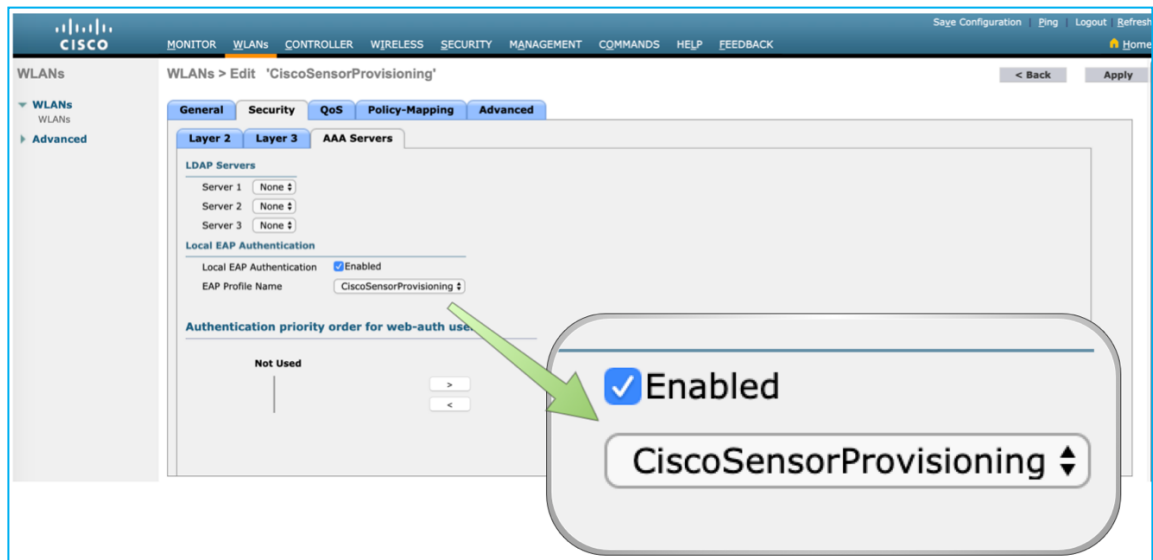 Save Configuration | Ping | Logout | Refresh
CISCO
MONITOR WLANs CONTROLLER WIRELESS SECURITY MANAGEMENT COMMANDS HELP FEEDBACK
Home
WLANs
WLANs > Edit 'CiscoSensorProvisioning'
< Back
Apply
WLANs
WLANs
Advanced
General Security QoS Policy-Mapping Advanced
Layer 2 Layer 3 AAA Servers
LDAP Servers
Server 1 None
Server 2 None
Server 3 None
Local EAP Authentication
Local EAP Authentication Enabled
EAP Profile Name CiscoSensorProvisioning
Authentication priority order for web-auth use
Not Used
>
<
Enabled
CiscoSensorProvisioning